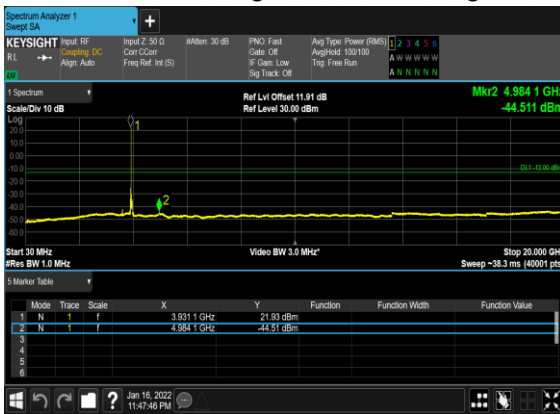 Spectrum Analyzer 1
Swept SA
KEYSIGHT Input: RF Input Z: 50 Ω #Atten: 30 dB PNO: Fast Avg Type: Power (RMS) 1 2 3 4 5 6
RL Coupling: DC Corr CCorr Gate: Off Avg|Hold: 100/100 A W W W W W
Align: Auto Freq Ref: Int (S) IF Gain: Low Trig: Free Run
Sig Track: Off A N N N N N
LV
1 Spectrum Ref Lvl Offset 11.91 dB Mkr2 4.984 1 GHz
Scale/Div 10 dB Ref Level 30.00 dBm -44.511 dBm
Log
20.0
10.0
0.00
-10.0
DL1 -13.00 dBm
-20.0
-30.0
-40.0
-50.0
-60.0
1
2
Start 30 MHz Video BW 3.0 MHz* Stop 20.000 GHz
#Res BW 1.0 MHz Sweep ~38.3 ms (40001 pts
5 Marker Table
Mode Trace Scale X Y Function Function Width Function Value
1 N 1 f 3.931 1 GHz 21.93 dBm
2 N 1 f 4.984 1 GHz -44.51 dBm
3
4
5
6
? Jan 16, 2022
11:47:46 PM